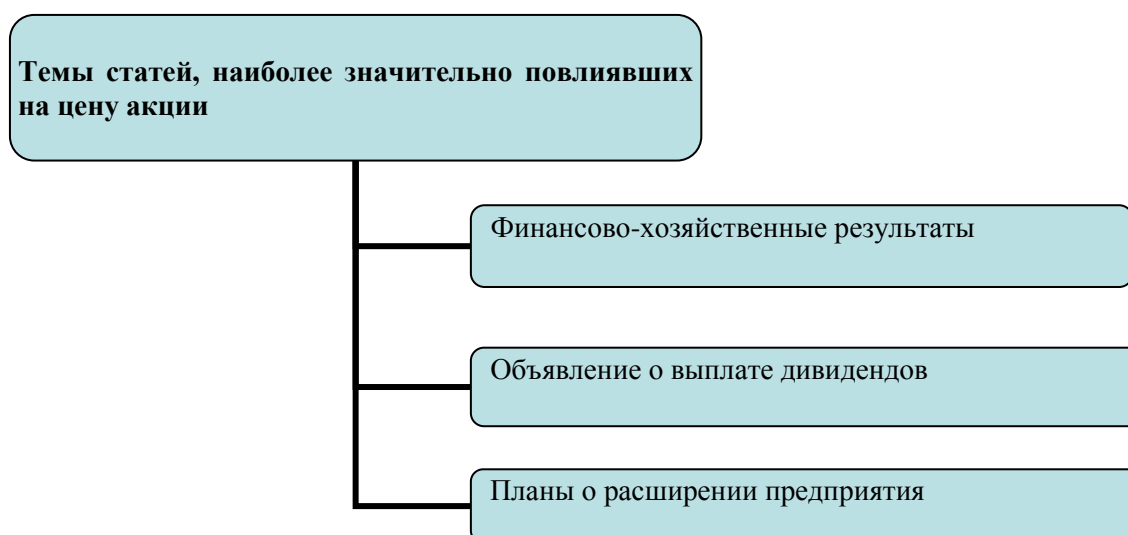 Темы статей, наиболее значительно повлиявших
на цену акции
Финансово-хозяйственные результаты
Объявление о выплате дивидендов
Планы о расширении предприятия